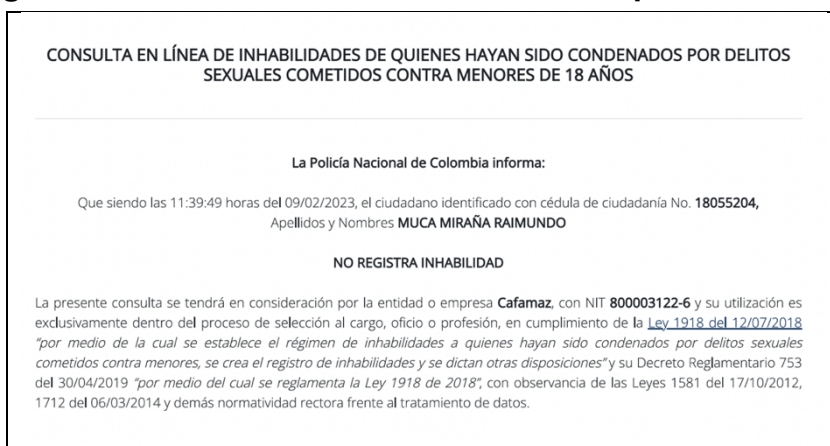 CONSULTA EN LÍNEA DE INHABILIDADES DE QUIENES HAYAN SIDO CONDENADOS POR DELITOS
SEXUALES COMETIDOS CONTRA MENORES DE 18 AÑOS
La Policía Nacional de Colombia informa:
Que siendo las 11:39:49 horas del 09/02/2023, el ciudadano identificado con cédula de ciudadanía No. 18055204,
Apellidos y Nombres MUCA MIRAÑA RAIMUNDO
NO REGISTRA INHABILIDAD
La presente consulta se tendrá en consideración por la entidad o empresa Cafamaz, con NIT 800003122-6 y su utilización es
exclusivamente dentro del proceso de selección al cargo, oficio o profesión, en cumplimiento de la Ley 1918 del 12/07/2018
"por medio de la cual se establece el régimen de inhabilidades a quienes hayan sido condenados por delitos sexuales
cometidos contra menores, se crea el registro de inhabilidades y se dictan otras disposiciones" y su Decreto Reglamentario 753
del 30/04/2019 "por medio del cual se reglamenta la Ley 1918 de 2018", con observancia de las Leyes 1581 del 17/10/2012,
1712 del 06/03/2014 y demás normatividad rectora frente al tratamiento de datos.